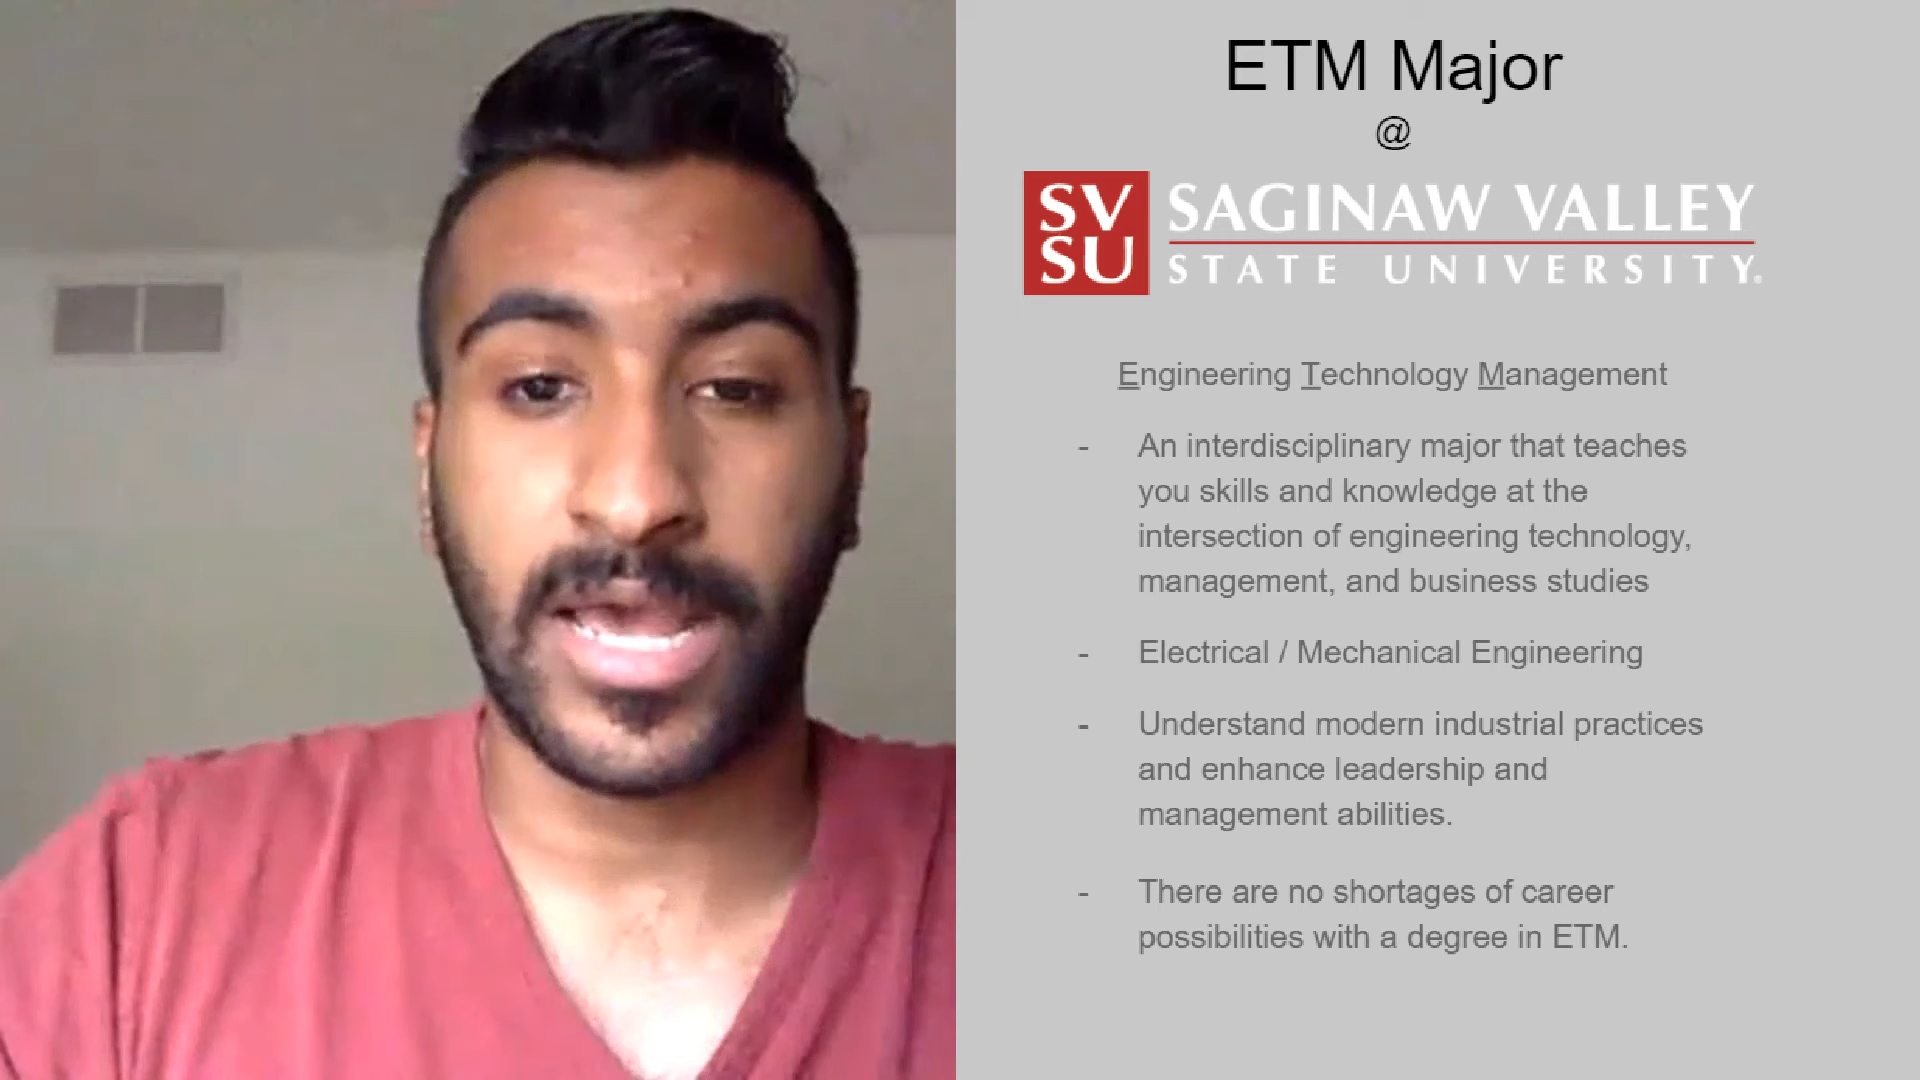 ETM Major
@
SV
SU
SAGINAW VALLEY
STATE UNIVERSITY.
Engineering Technology Management
- An interdisciplinary major that teaches
you skills and knowledge at the
intersection of engineering technology,
management, and business studies
- Electrical / Mechanical Engineering
- Understand modern industrial practices
and enhance leadership and
management abilities.
- There are no shortages of career
possibilities with a degree in ETM.